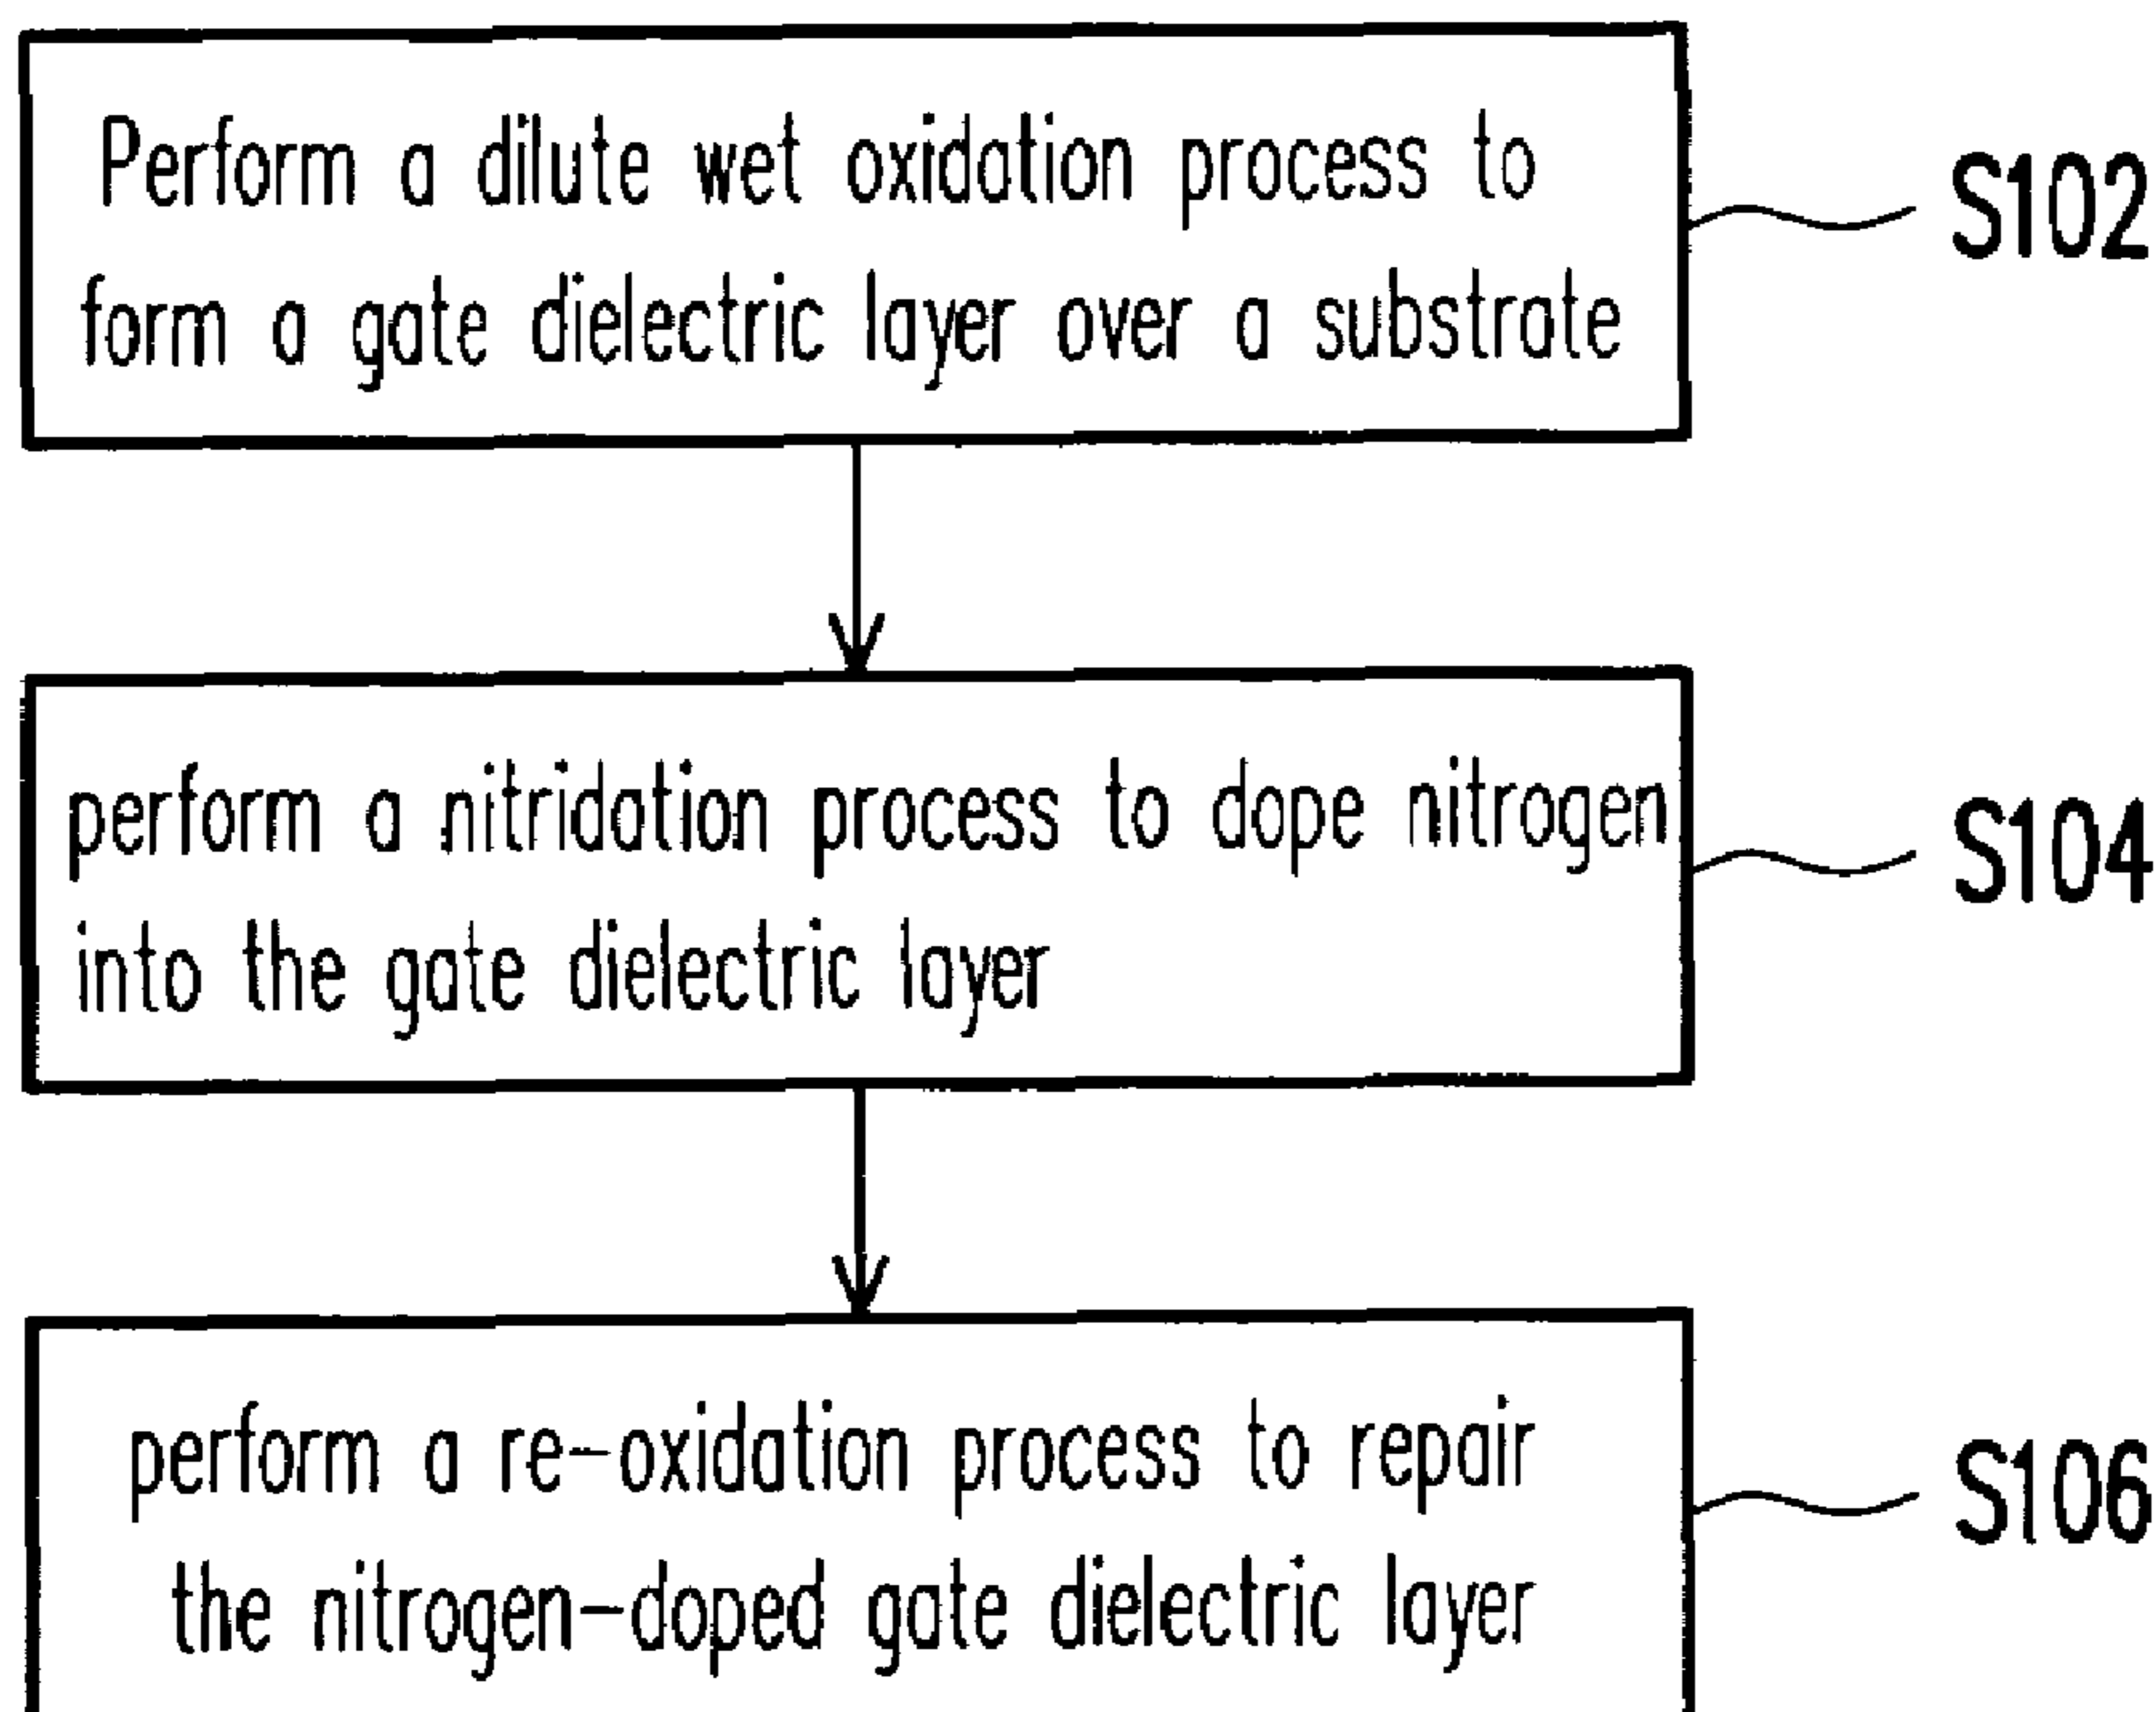 Perform a dilute wet oxidation process to
form a gate dielectric layer over a substrate
S102
perform a nitridation process to dope nitrogen
into the gate dielectric layer
S104
perform a re-oxidation process to repair
the nitrogen-doped gate dielectric layer
S106